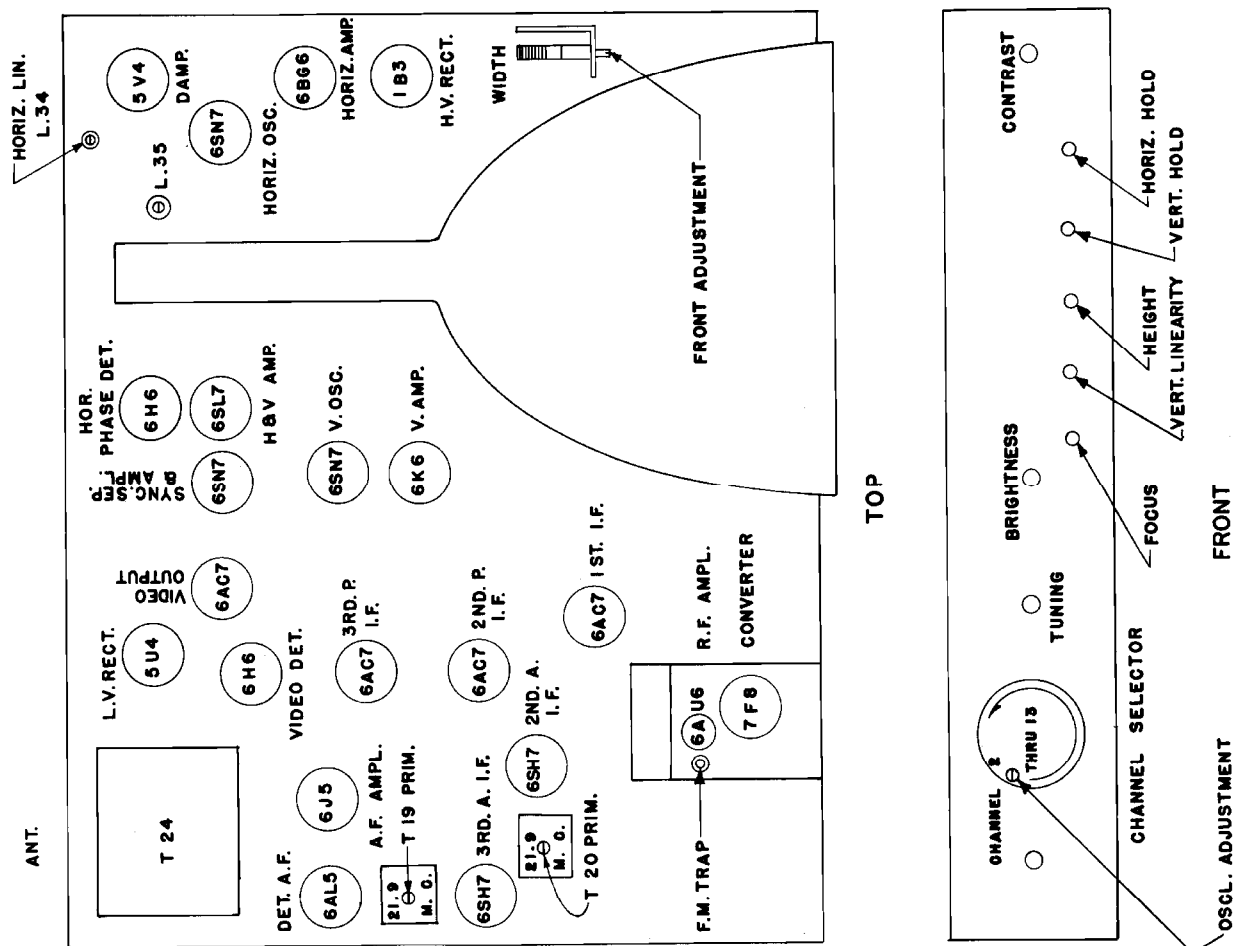 ANT.
T 24
L.V. RECT.
5U4
VIDEO
OUTPUT
6AC7
6H6
VIDEO DET.
SYNC. SEP.
& AMPL.
6SN7
HOR.
PHASE DET.
6H6
6SL7
H&V AMP.
HORIZ. LIN.
L.34
L.35
5V4
DAMP.
6SN7
HORIZ. OSC.
6BG6
HORIZ. AMP.
1B3
H.V. RECT.
WIDTH
FRONT ADJUSTMENT
6SN7
V. OSC.
6K6
V. AMP.
DET. A.F.
6AL5
6J5
A.F. AMPL.
21.9
M. C.
T 19 PRIM.
6SH7
3RD. A. I.F.
21.9
M. C.
T 20 PRIM.
6SH7
2ND. A.
I.F.
3RD. P.
I.F.
6AC7
2ND. P.
I.F.
6AC7
6AC7
1ST. I.F.
R.F. AMPL.
6AU6
CONVERTER
7F8
F.M. TRAP
TOP
CHANNEL
2
THRU 13
CHANNEL SELECTOR
OSCL. ADJUSTMENT
TUNING
BRIGHTNESS
CONTRAST
FOCUS
VERT. LINEARITY
HEIGHT
VERT. HOLD
HORIZ. HOLD
FRONT